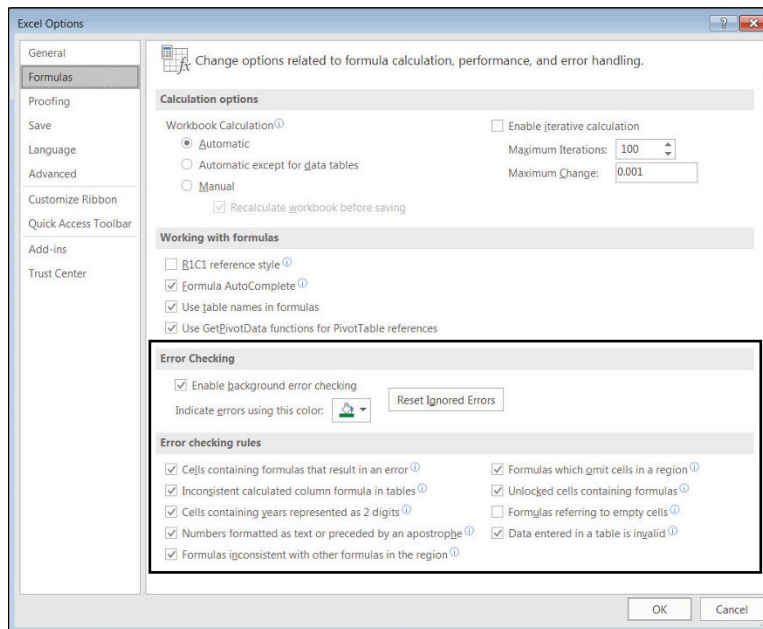 Excel Options
General
Formulas
Proofing
Save
Language
Advanced
Customize Ribbon
Quick Access Toolbar
Add-ins
Trust Center
Change options related to formula calculation, performance, and error handling.
Calculation options
Workbook Calculation
Automatic
Automatic except for data tables
Manual
Recalculate workbook before saving
Enable iterative calculation
Maximum Iterations: 100
Maximum Change: 0.001
Working with formulas
R1C1 reference style
Formula AutoComplete
Use table names in formulas
Use GetPivotData functions for PivotTable references
Error Checking
Enable background error checking
Indicate errors using this color:
Reset Ignored Errors
Error checking rules
Cells containing formulas that result in an error
Inconsistent calculated column formula in tables
Cells containing years represented as 2 digits
Numbers formatted as text or preceded by an apostrophe
Formulas inconsistent with other formulas in the region
Formulas which omit cells in a region
Unlocked cells containing formulas
Formulas referring to empty cells
Data entered in a table is invalid
OK
Cancel